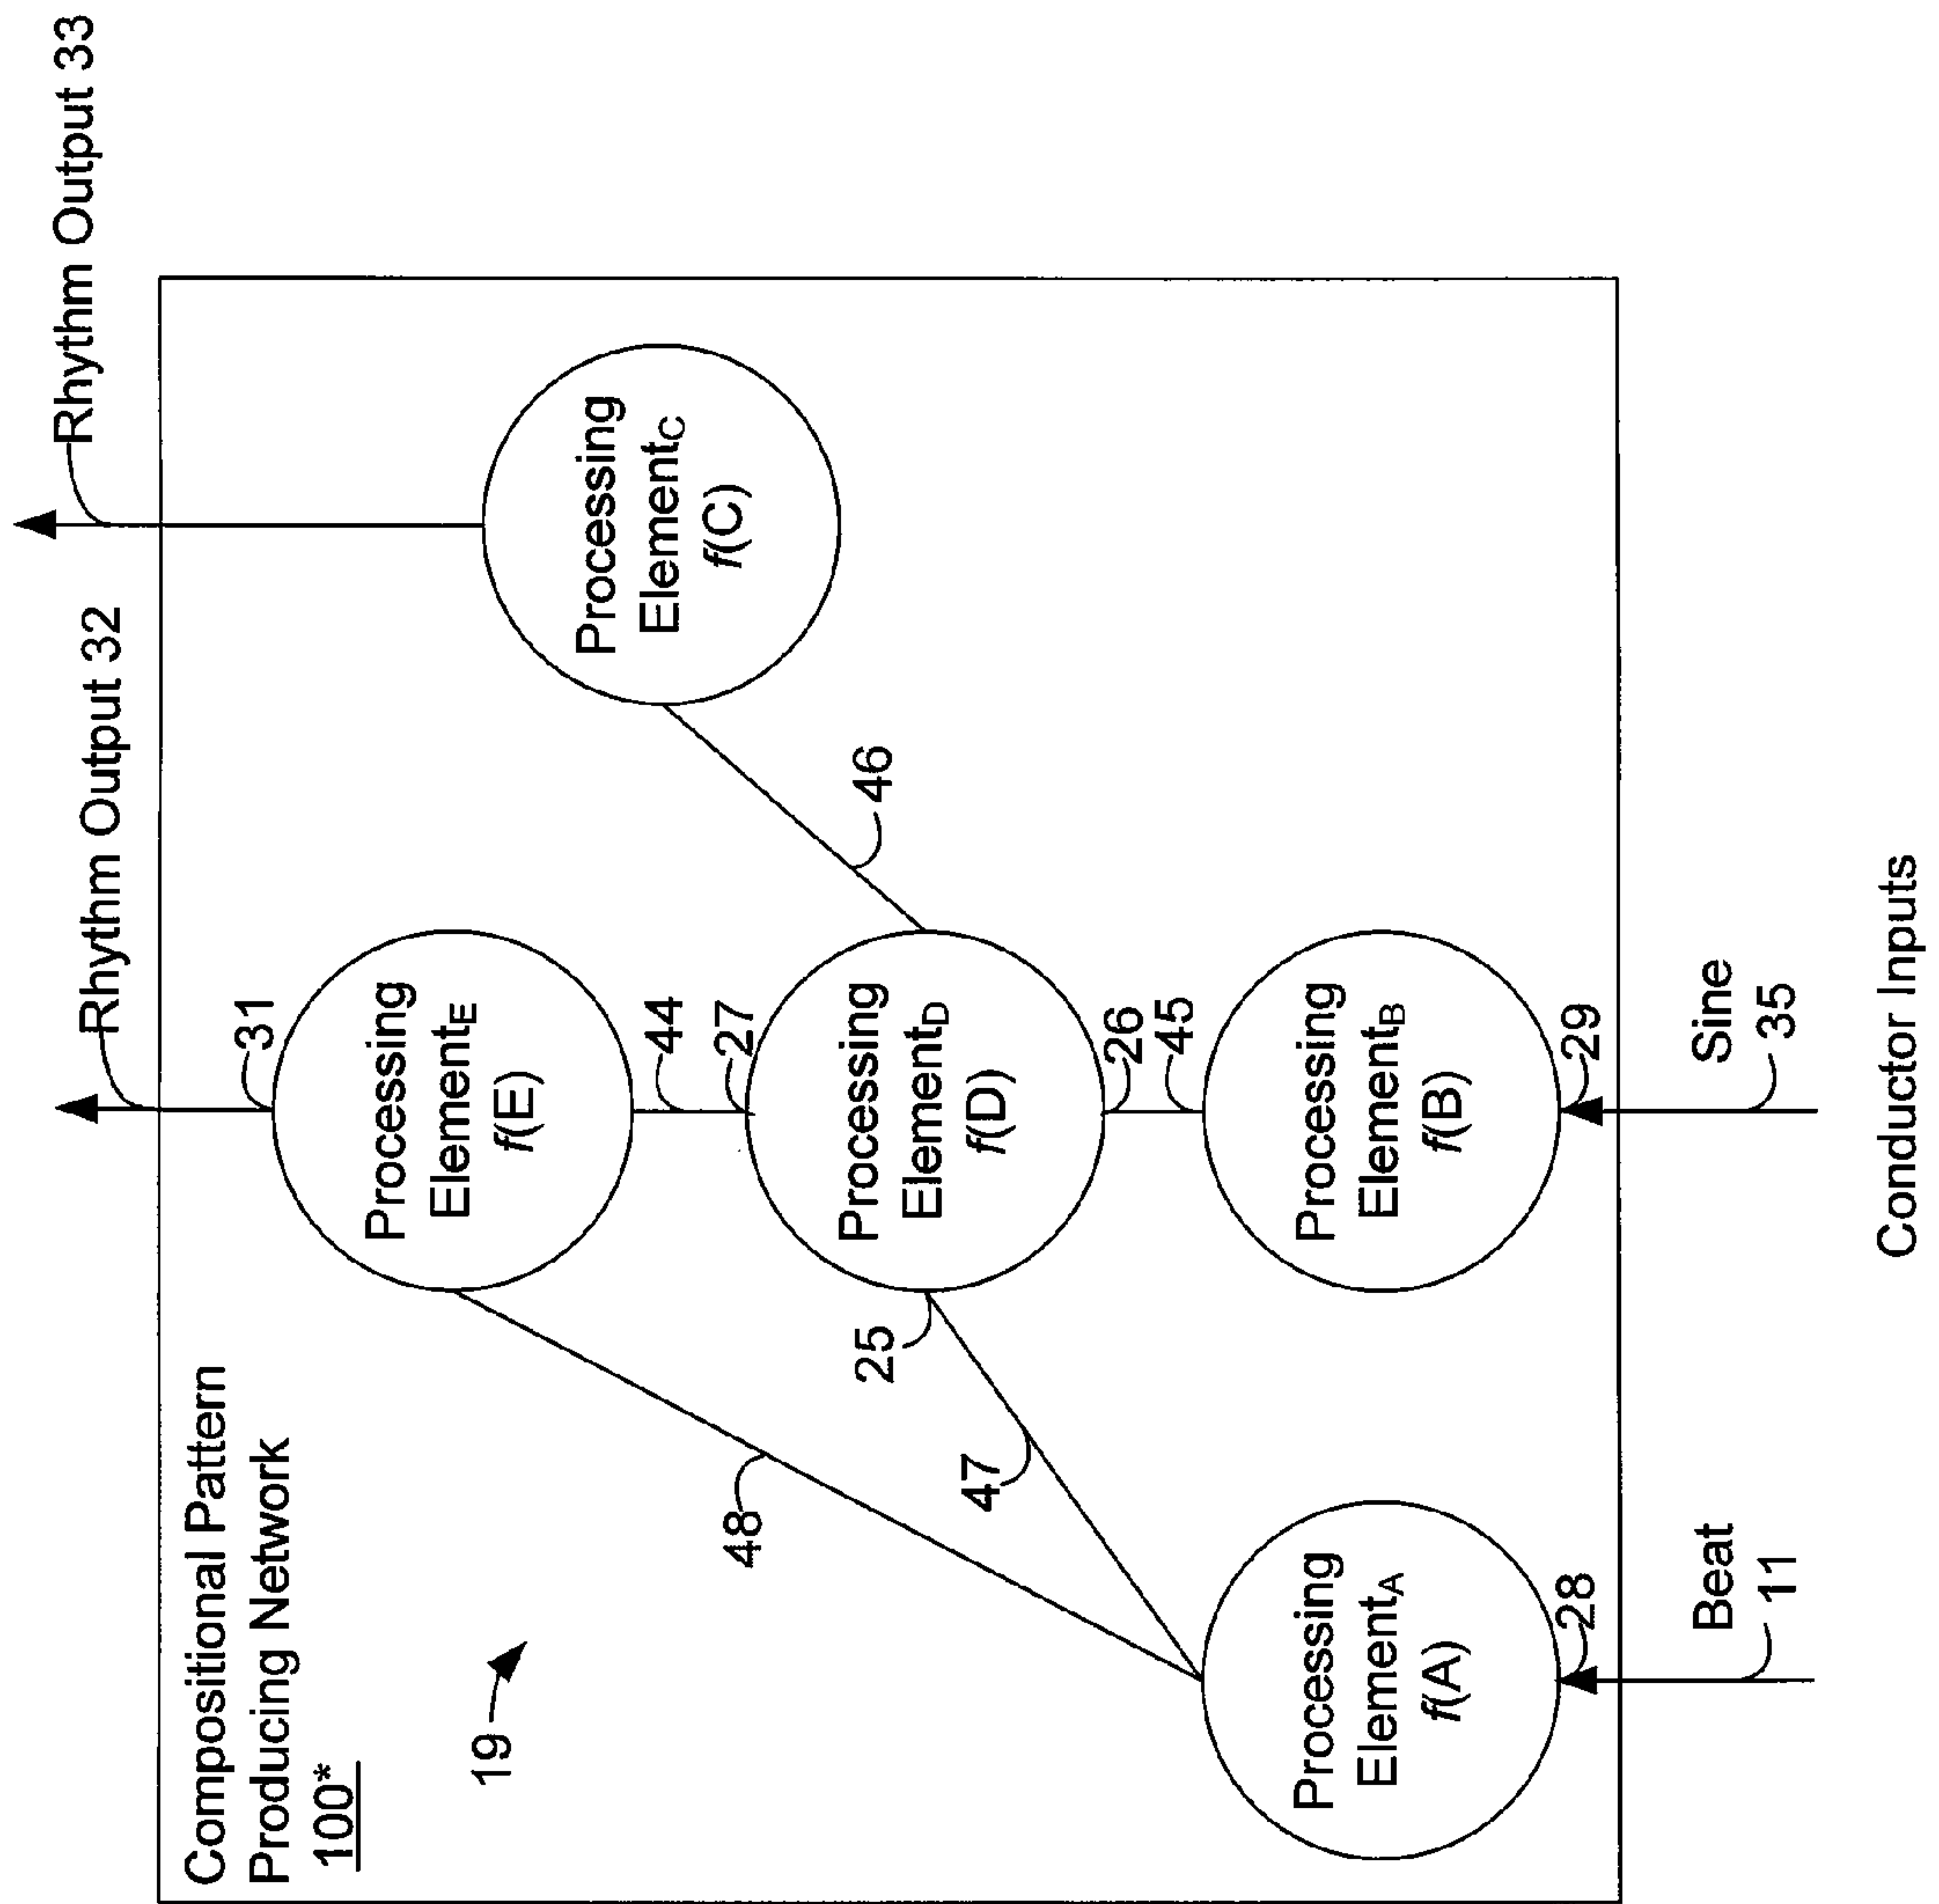 Rhythm Output 33
Rhythm Output 32
Compositional Pattern
Producing Network
100*
31
Processing
ElementE
f(E)
19
Processing
ElementC
f(C)
44
27
48
Processing
ElementD
f(D)
46
25
47
26
45
Processing
ElementA
f(A)
Processing
ElementB
f(B)
28
29
Beat
11
Sine
35
Conductor Inputs